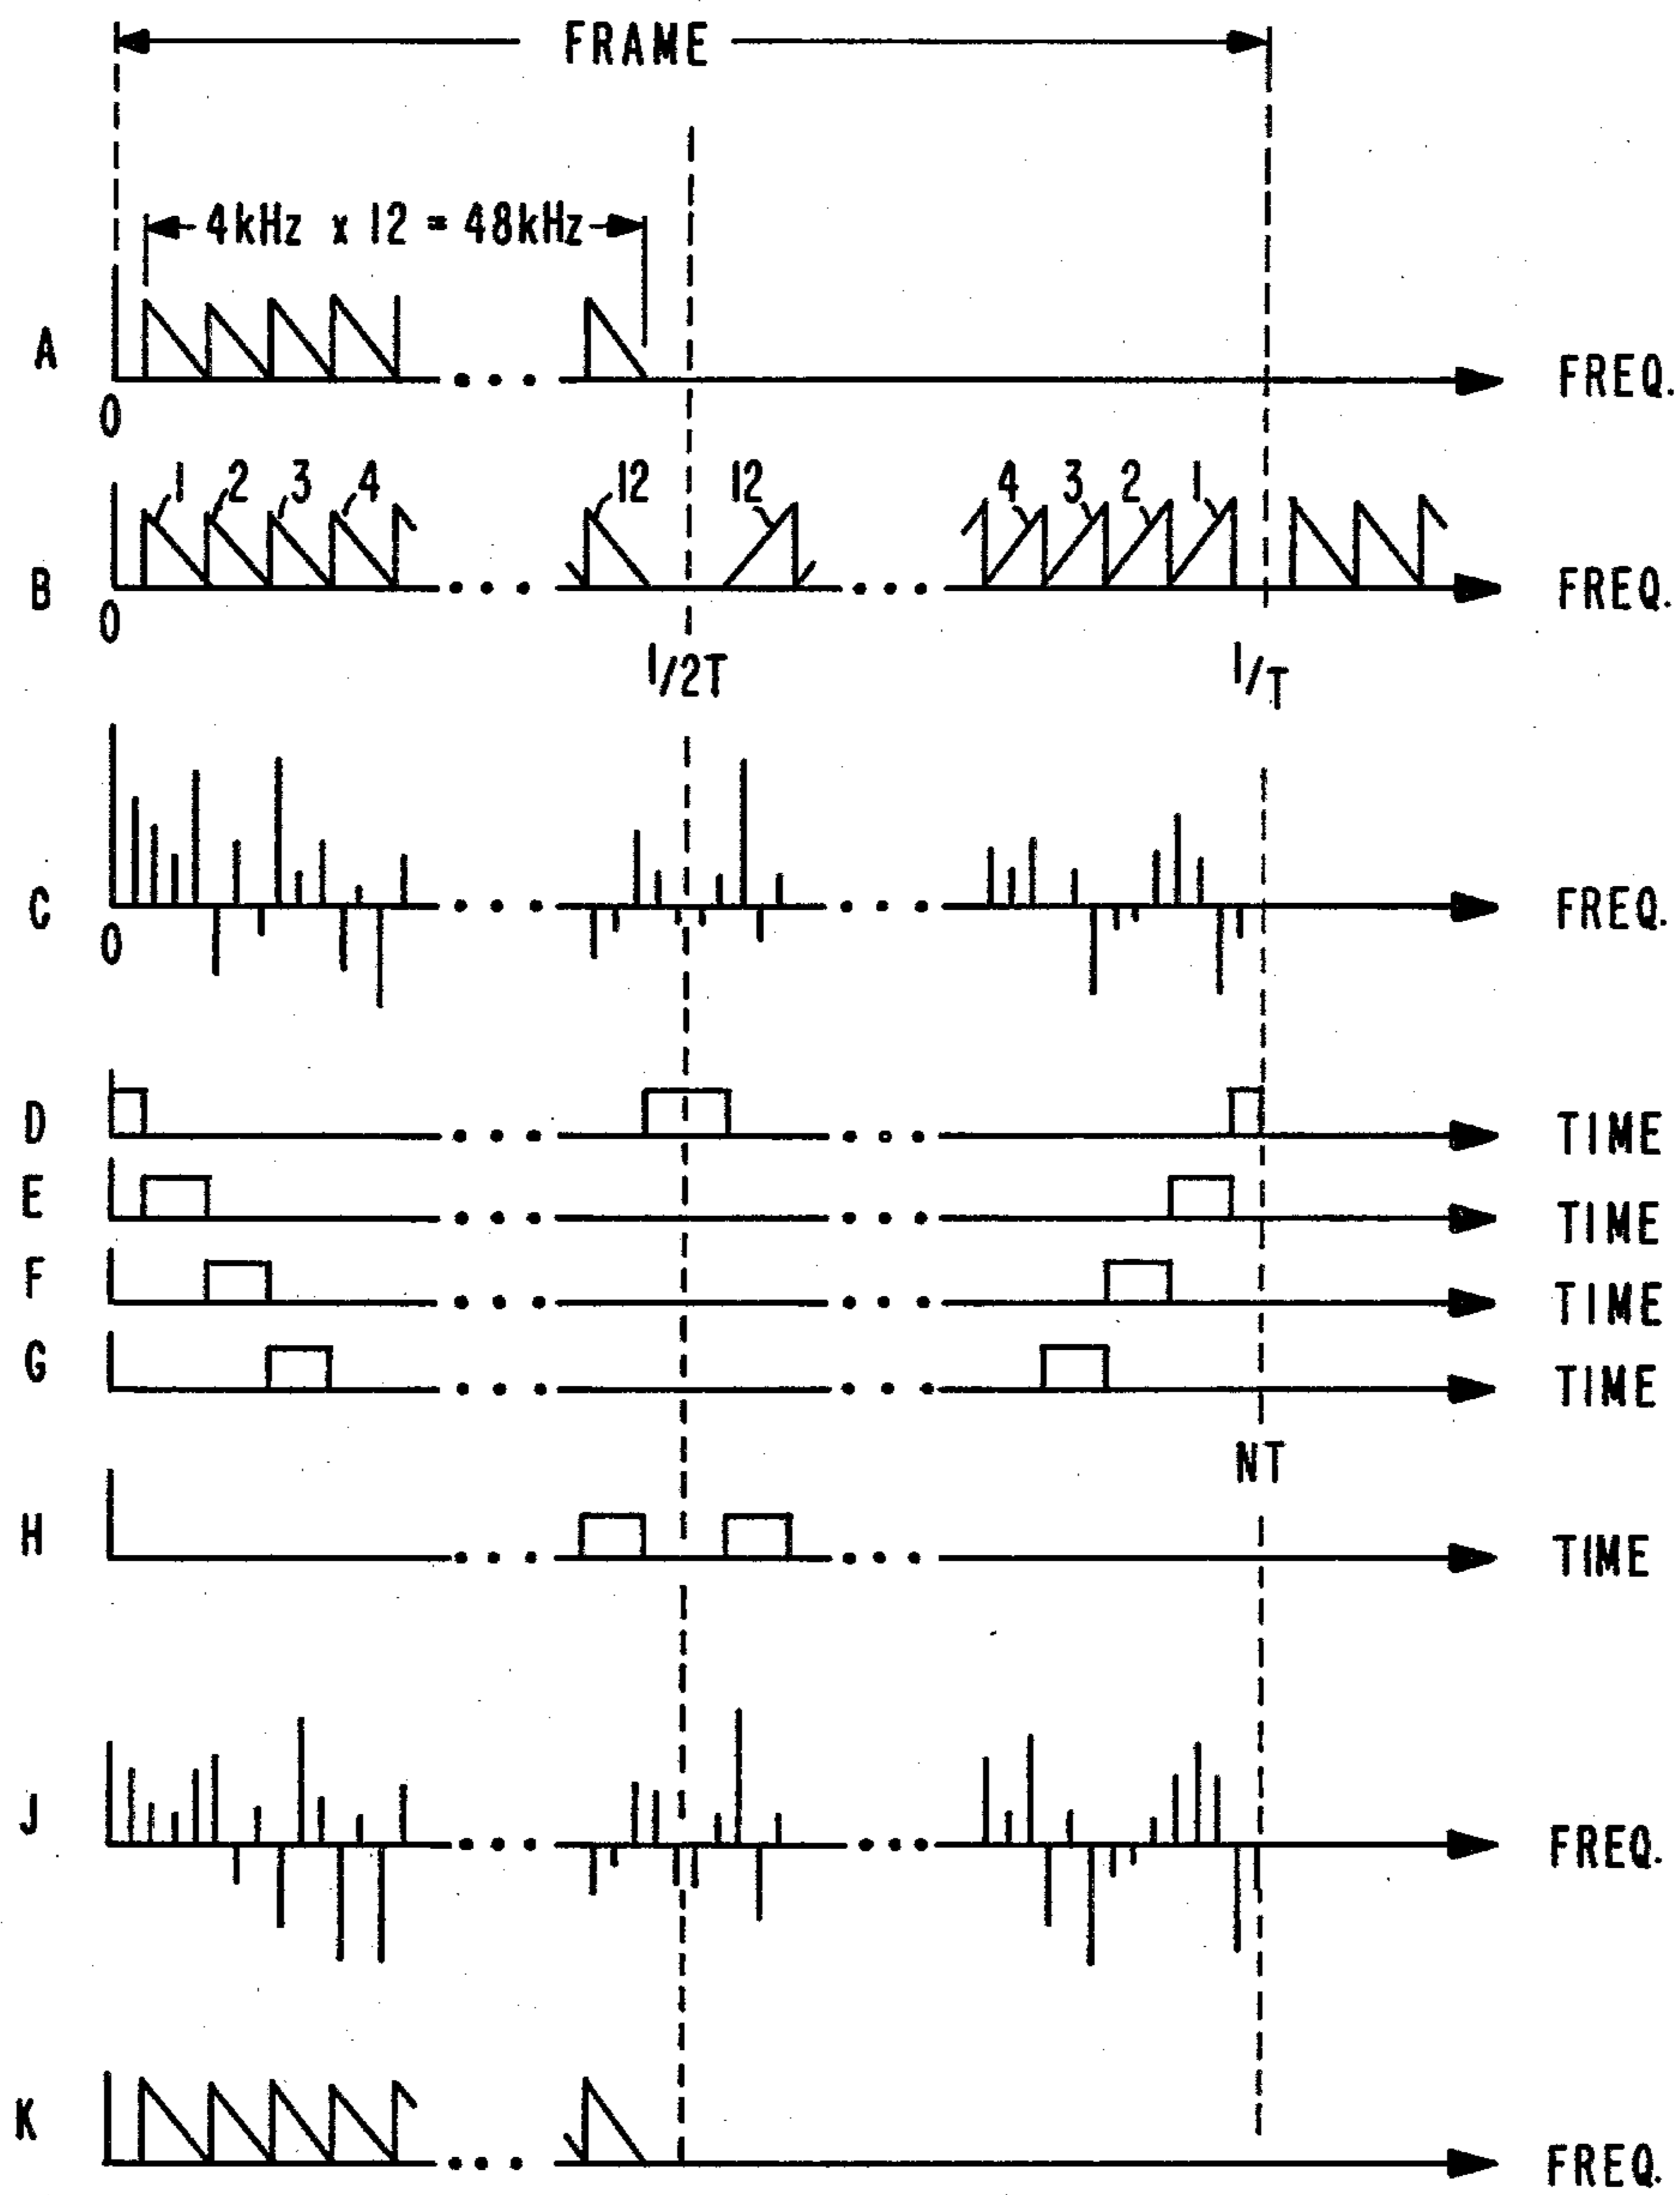 FRAME
4kHz x 12 = 48kHz
A
FREQ.
0
1 2 3 4 12 12 4 3 2 1
B
FREQ.
0
1/2T 1/T
C
FREQ.
0
D
TIME
E
TIME
F
TIME
G
TIME
NT
H
TIME
J
FREQ.
K
FREQ.